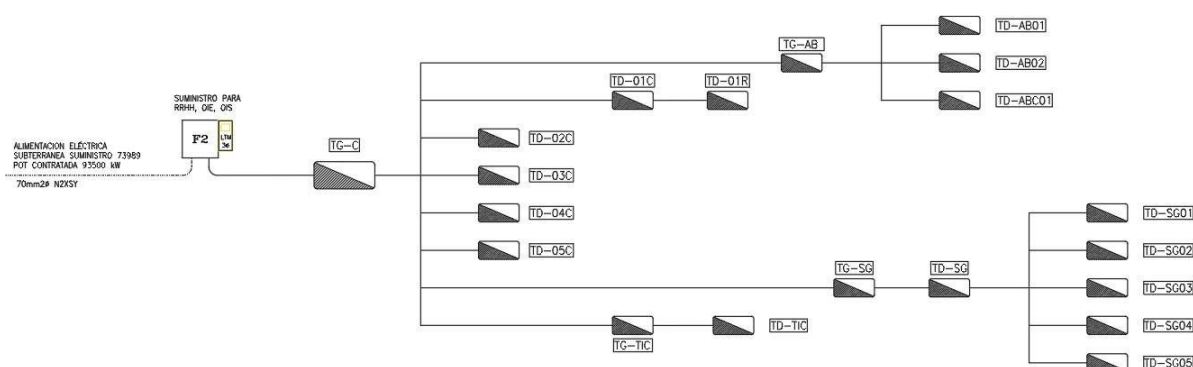 TD-AB01
TG-AB
TD-AB02
TD-01C
TD-01R
TD-ABC01
SUMINISTRO PARA
RRHH, OIE, OIS
F2
LTM
3ø
TG-C
TD-02C
ALIMENTACION ELÉCTRICA
SUBTERRANEA SUMINISTRO 73989
POT CONTRATADA 93500 kW
70mm2ø N2XSY
TD-03C
TD-04C
TD-05C
TD-SG01
TD-SG02
TG-SG
TD-SG
TD-SG03
TD-TIC
TG-TIC
TD-SG04
TD-SG05